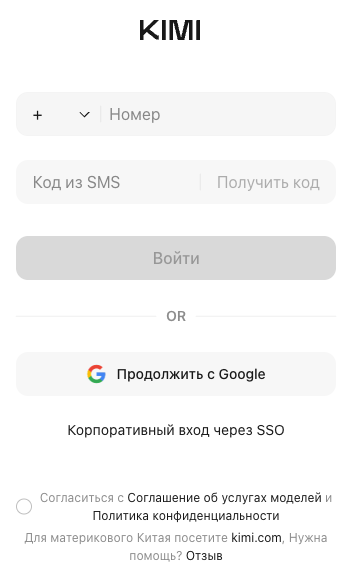 KIMI
+ Номер
Код из SMS Получить код
Войти
OR
Продолжить с Google
Корпоративный вход через SSO
Согласиться с Соглашение об услугах моделей и
Политика конфиденциальности
Для материкового Китая посетите kimi.com, Нужна
помощь? Отзыв